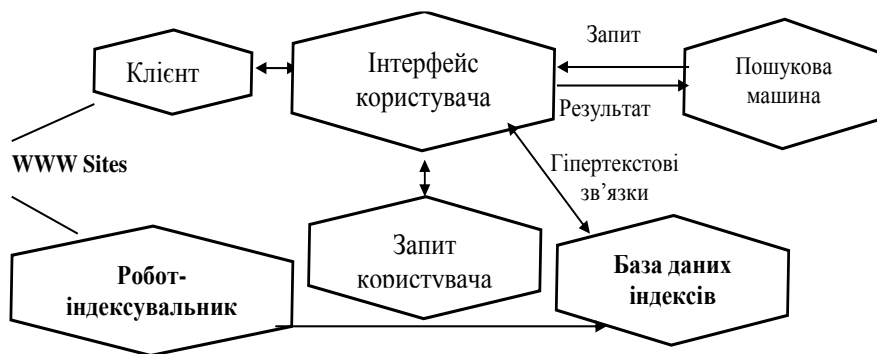 Клієнт
Інтерфейс
користувача
Запит
Результат
Пошукова
машина
WWW Sites
Гіпертекстові
зв’язки
Запит
користувача
Робот-
індексувальник
База даних
індексів